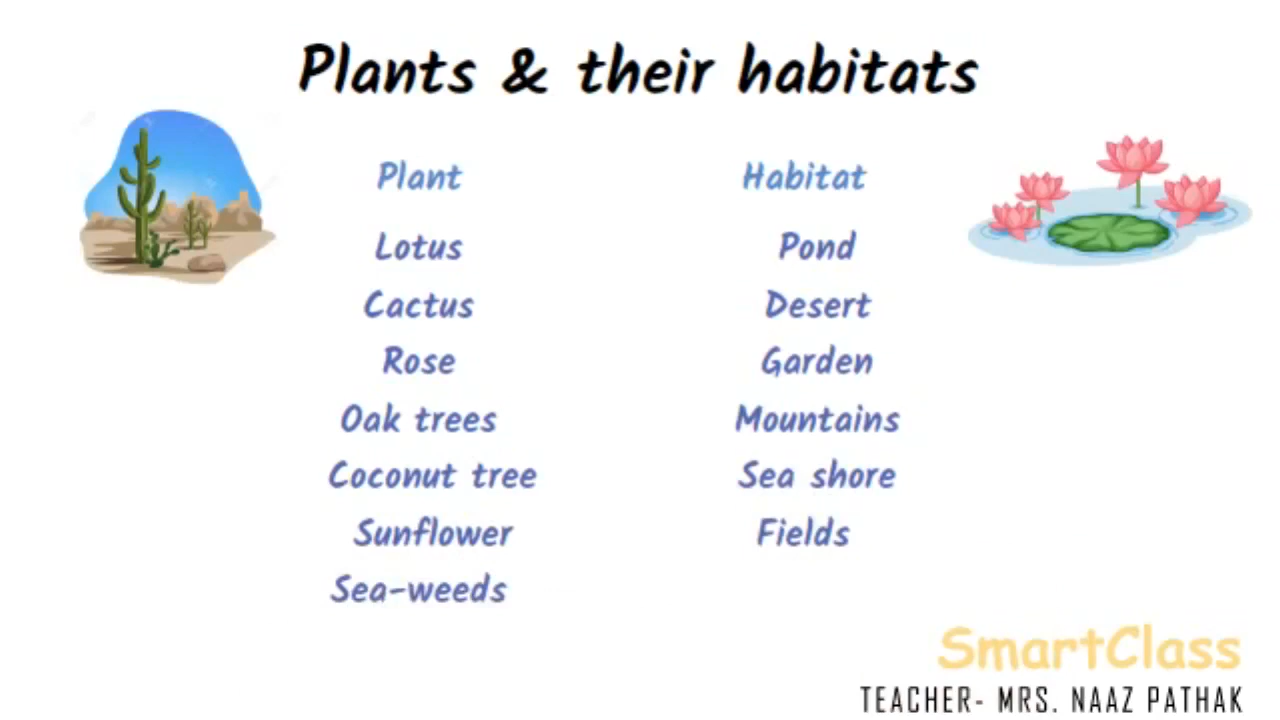 Plants & their habitats
Plant Habitat
Lotus Pond
Cactus Desert
Rose Garden
Oak trees Mountains
Coconut tree Sea shore
Sunflower Fields
Sea-weeds
SmartClass
TEACHER- MRS. NAAZ PATHAK